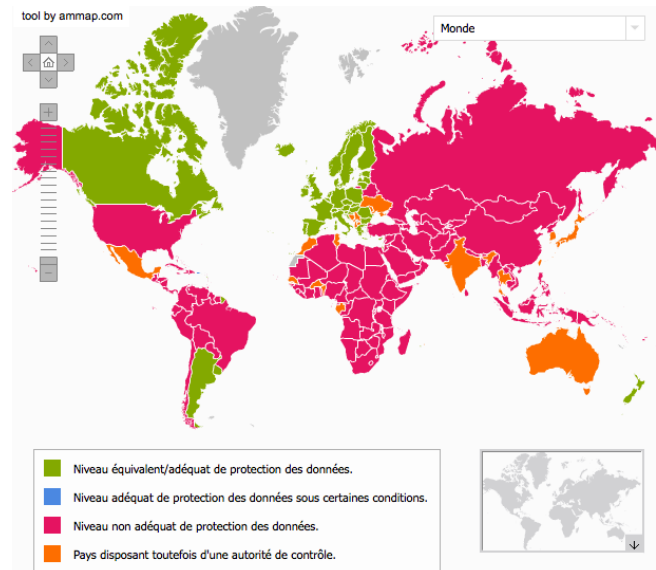 tool by ammap.com
Monde
Niveau équivalent/adéquat de protection des données.
Niveau adéquat de protection des données sous certaines conditions.
Niveau non adéquat de protection des données.
Pays disposant toutefois d'une autorité de contrôle.